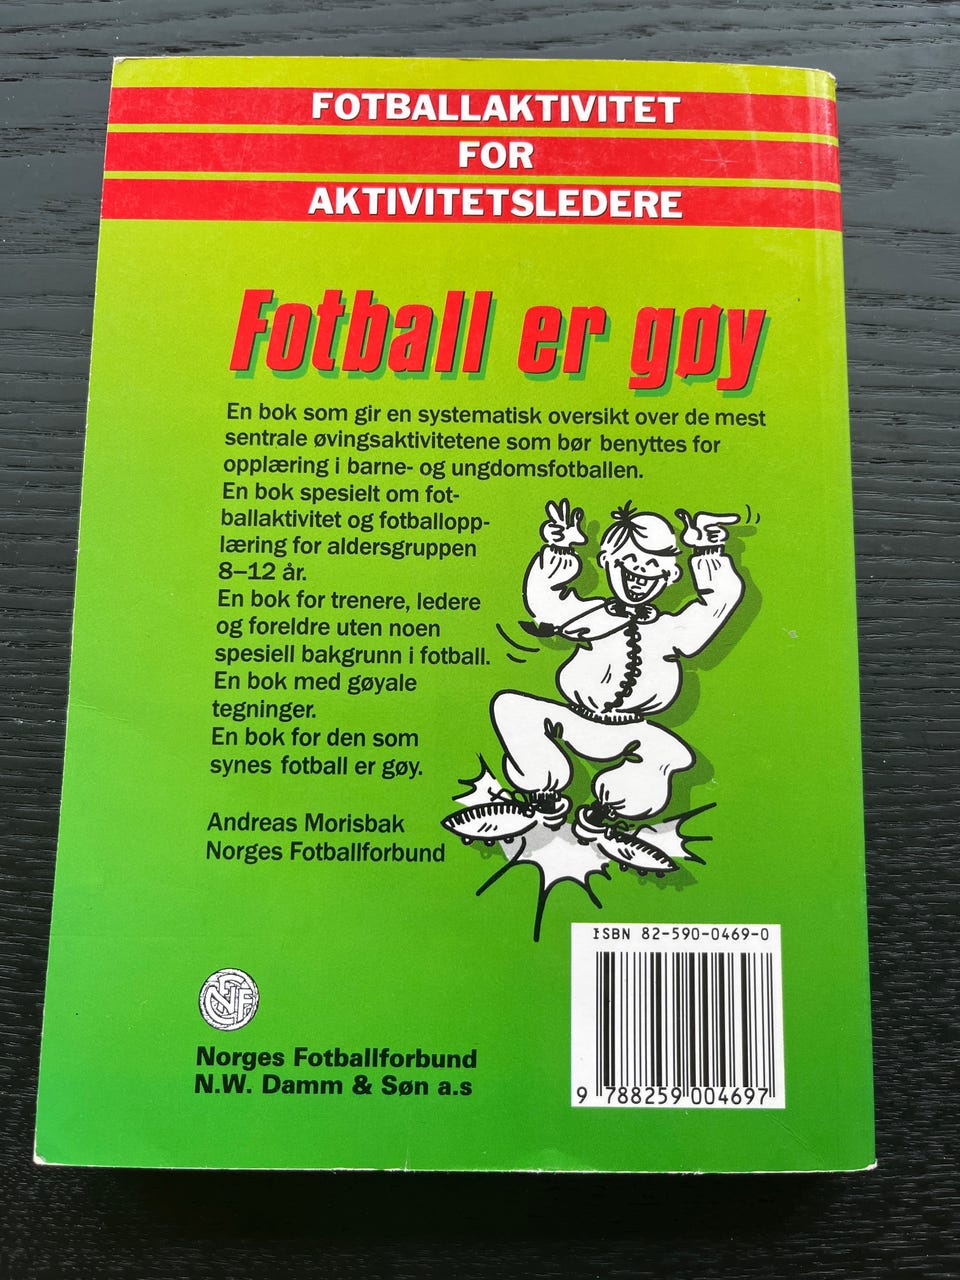 FOTBALLAKTIVITET
FOR
AKTIVITETSLEDERE
Fotball er gøy
En bok som gir en systematisk oversikt over de mest
sentrale øvingsaktivitetene som bør benyttes for
opplæring i barne- og ungdomsfotballen.
En bok spesielt om fot-
ballaktivitet og fotballopp-
læring for aldersgruppen
8–12 år.
En bok for trenere, ledere
og foreldre uten noen
spesiell bakgrunn i fotball.
En bok med gøyale
tegninger.
En bok for den som
synes fotball er gøy.
Andreas Morisbak
Norges Fotballforbund
ISBN 82-590-0469-0
9 788259 004697
NFF
Norges Fotballforbund
N.W. Damm & Søn a.s